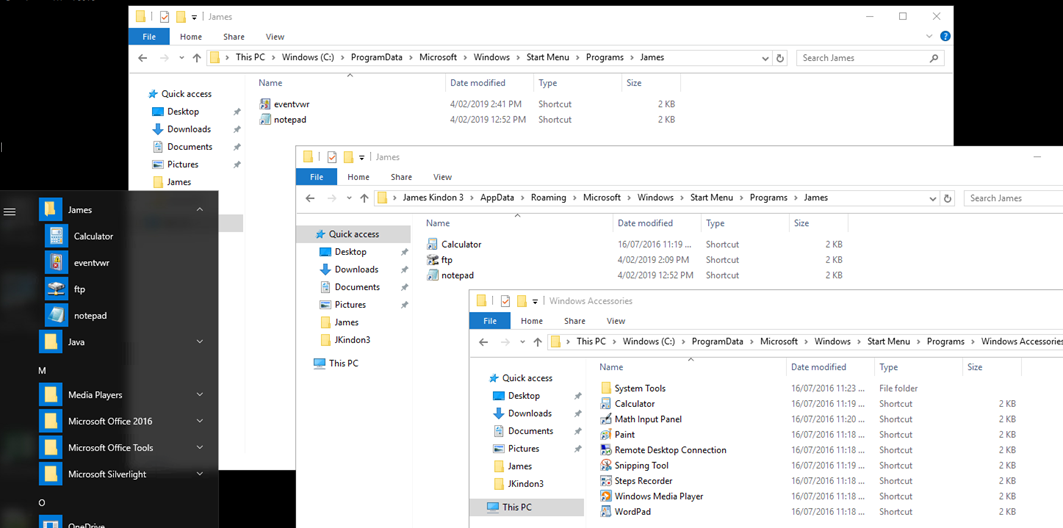 James
File Home Share View
This PC > Windows (C:) > ProgramData > Microsoft > Windows > Start Menu > Programs > James
Search James
Name Date modified Type Size
Quick access
Desktop
Downloads
Documents
Pictures
James
eventvwr 4/02/2019 2:41 PM Shortcut 2 KB
notepad 4/02/2019 12:52 PM Shortcut 2 KB
James
File Home Share View
James Kindon 3 > AppData > Roaming > Microsoft > Windows > Start Menu > Programs > James
Search James
Name Date modified Type Size
Quick access
Desktop
Downloads
Documents
Pictures
James
JKindon3
This PC
Calculator 16/07/2016 11:19 ... Shortcut 2 KB
ftp 4/02/2019 2:09 PM Shortcut 2 KB
notepad 4/02/2019 12:52 PM Shortcut 2 KB
Windows Accessories
File Home Share View
This PC > Windows (C:) > ProgramData > Microsoft > Windows > Start Menu > Programs > Windows Accessories
Name Date modified Type Size
Quick access
Desktop
Downloads
Documents
Pictures
James
JKindon3
This PC
System Tools 16/07/2016 11:23 ... File folder
Calculator 16/07/2016 11:19 ... Shortcut 2 KB
Math Input Panel 16/07/2016 11:20 ... Shortcut 2 KB
Paint 16/07/2016 11:18 ... Shortcut 2 KB
Remote Desktop Connection 16/07/2016 11:18 ... Shortcut 2 KB
Snipping Tool 16/07/2016 11:19 ... Shortcut 2 KB
Steps Recorder 16/07/2016 11:18 ... Shortcut 2 KB
Windows Media Player 16/07/2016 11:18 ... Shortcut 2 KB
WordPad 16/07/2016 11:18 ... Shortcut 2 KB
James
Calculator
eventvwr
ftp
notepad
Java
M
Media Players
Microsoft Office 2016
Microsoft Office Tools
Microsoft Silverlight
O
OneDrive